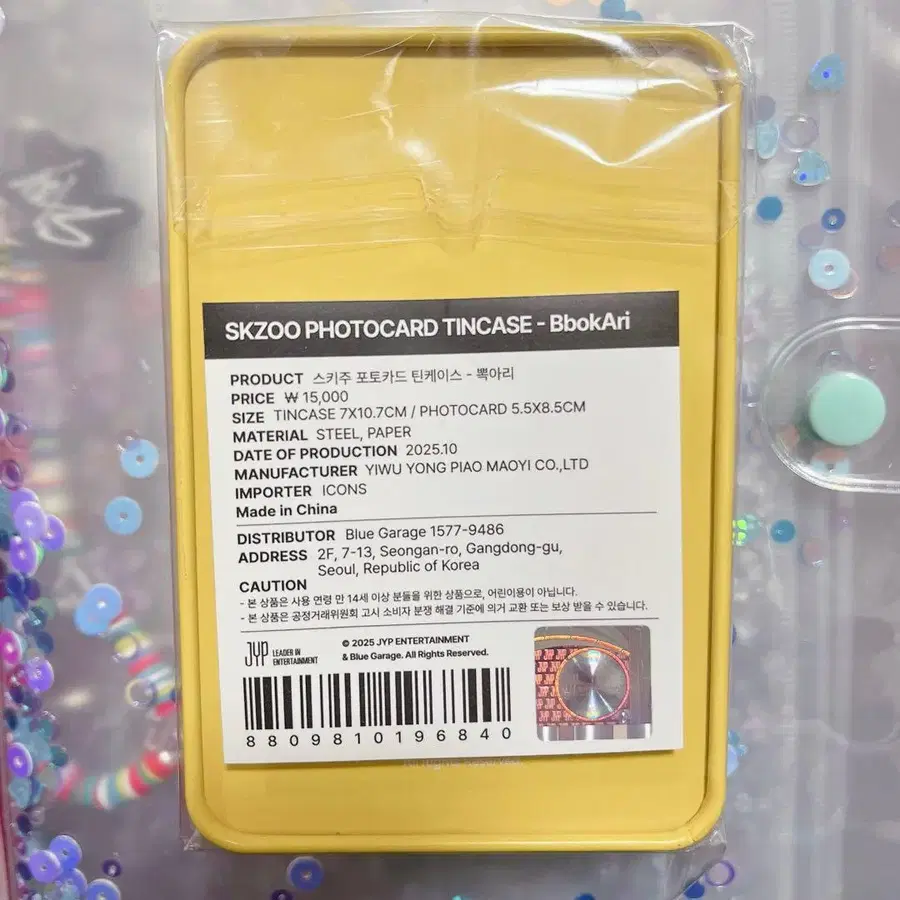 SKZOO PHOTOCARD TINCASE - BbokAri
PRODUCT 스키주 포토카드 틴케이스 - 뽁아리
PRICE ₩ 15,000
SIZE TINCASE 7X10.7CM / PHOTOCARD 5.5X8.5CM
MATERIAL STEEL, PAPER
DATE OF PRODUCTION 2025.10
MANUFACTURER YIWU YONG PIAO MAOYI CO.,LTD
IMPORTER ICONS
Made in China
DISTRIBUTOR Blue Garage 1577-9486
ADDRESS 2F, 7-13, Seongan-ro, Gangdong-gu,
Seoul, Republic of Korea
CAUTION
- 본 상품은 사용 연령 만 14세 이상 분들을 위한 상품으로, 어린이용이 아닙니다.
- 본 상품은 공정거래위원회 고시 소비자 분쟁 해결 기준에 의거 교환 또는 보상 받을 수 있습니다.
JYP LEADER IN
ENTERTAINMENT
© 2025 JYP ENTERTAINMENT
& Blue Garage. All Rights Reserved.
8809810196840